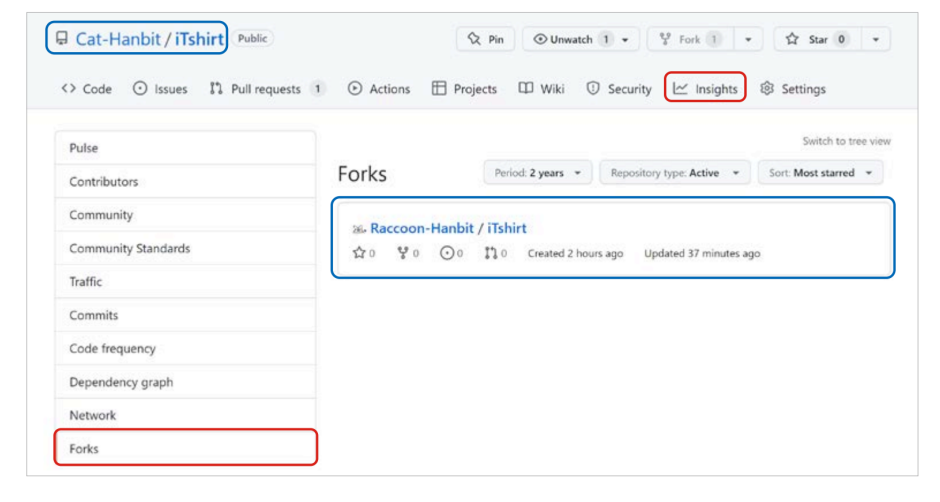 Cat-Hanbit / iTshirt Public
Pin
Unwatch 1
Fork 1
Star 0
<> Code
Issues
Pull requests 1
Actions
Projects
Wiki
Security
Insights
Settings
Pulse
Contributors
Community
Community Standards
Traffic
Commits
Code frequency
Dependency graph
Network
Forks
Switch to tree view
Forks
Period: 2 years
Repository type: Active
Sort: Most starred
Raccoon-Hanbit / iTshirt
0 0 0 0 Created 2 hours ago Updated 37 minutes ago